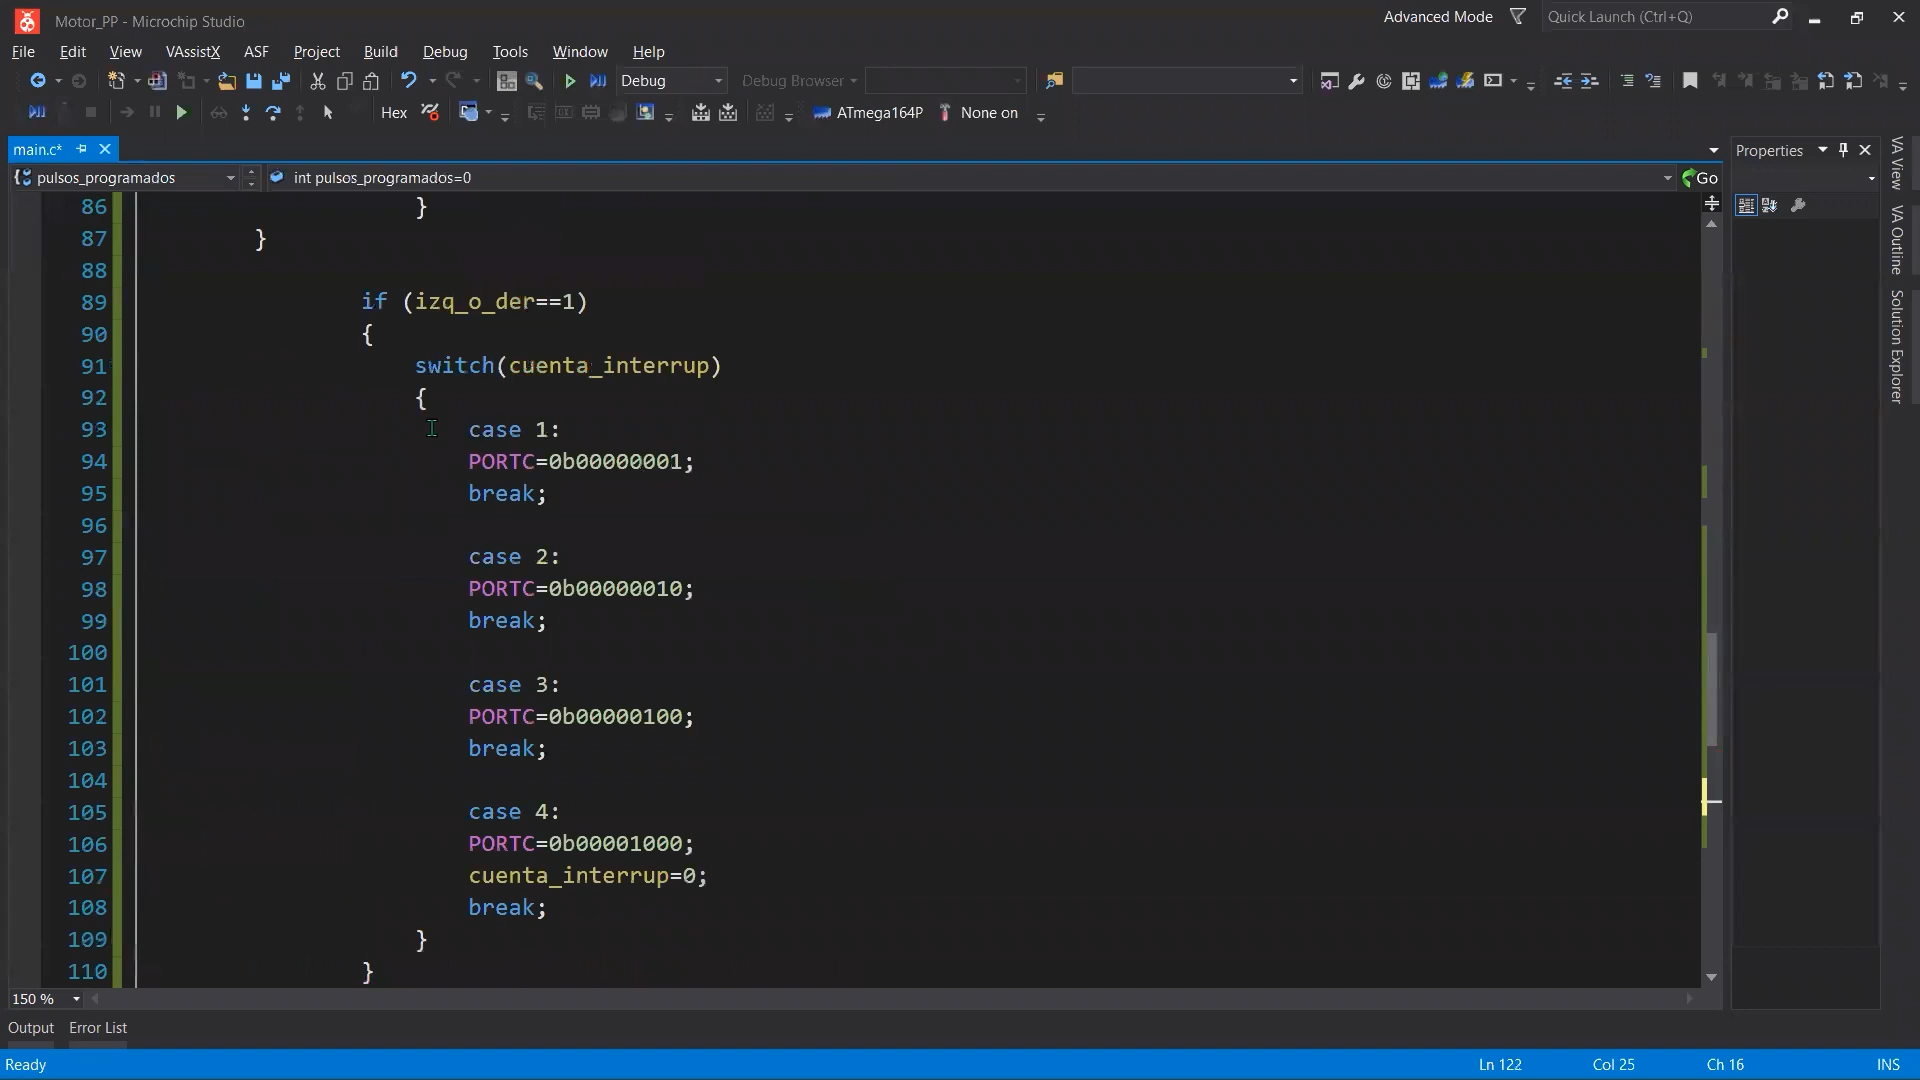 Motor_PP - Microchip Studio
Advanced Mode
Quick Launch (Ctrl+Q)
File Edit View VAssistX ASF Project Build Debug Tools Window Help
Debug
Debug Browser
Hex
ATmega164P
None on
main.c*
Properties
pulsos_programados
int pulsos_programados=0
Go
86 }
87 }
88
89 if (izq_o_der==1)
90 {
91 switch(cuenta_interrup)
92 {
93 case 1:
94 PORTC=0b00000001;
95 break;
96
97 case 2:
98 PORTC=0b00000010;
99 break;
100
101 case 3:
102 PORTC=0b00000100;
103 break;
104
105 case 4:
106 PORTC=0b00001000;
107 cuenta_interrup=0;
108 break;
109 }
110 }
VA View
VA Outline
Solution Explorer
150 %
Output Error List
Ready
Ln 122 Col 25 Ch 16 INS